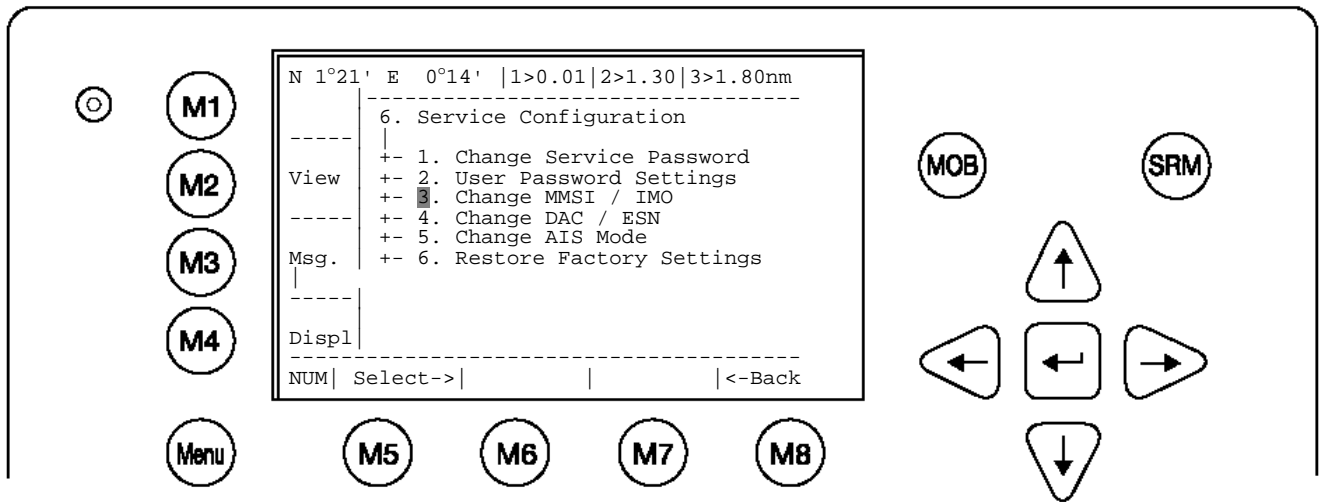 N 1°21' E 0°14' |1>0.01|2>1.30|3>1.80nm
M1
6. Service Configuration
+- 1. Change Service Password
M2
View
+- 2. User Password Settings
+- 3. Change MMSI / IMO
+- 4. Change DAC / ESN
+- 5. Change AIS Mode
M3
Msg.
+- 6. Restore Factory Settings
M4
Displ
NUM| Select->| | |<-Back
MOB
SRM
Menu
M5
M6
M7
M8